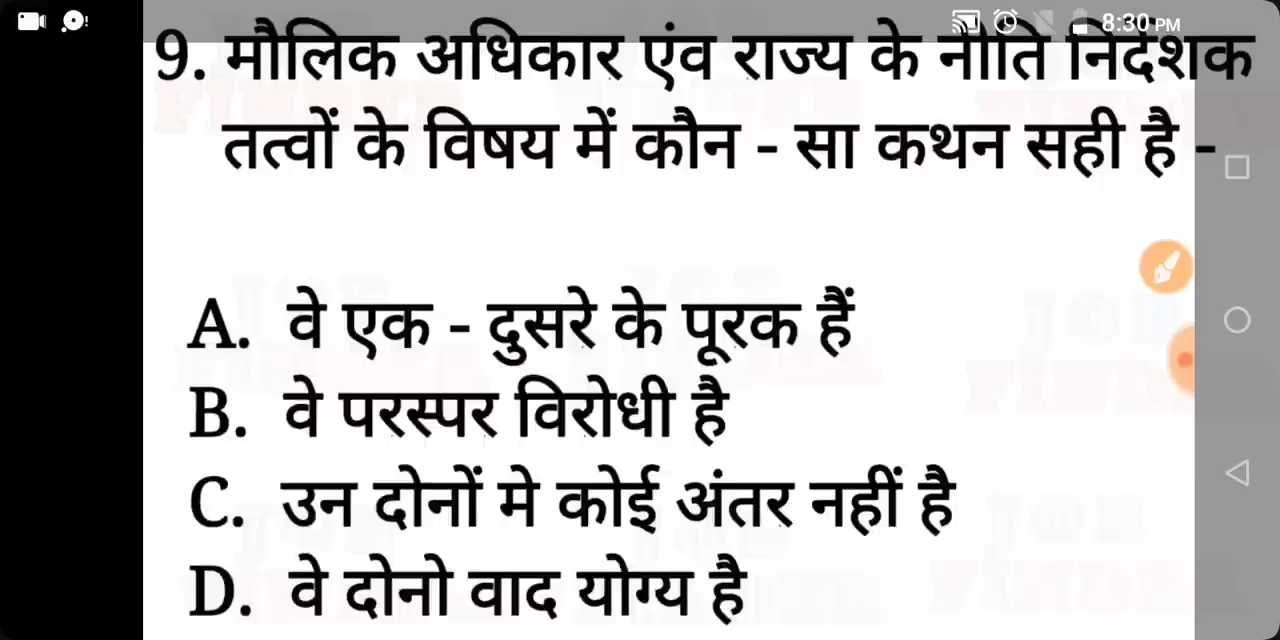 8:30 PM
9. मौलिक अधिकार एंव राज्य के नीति निदेशक
तत्वों के विषय में कौन - सा कथन सही है -
A. वे एक - दुसरे के पूरक हैं
B. वे परस्पर विरोधी है
C. उन दोनों मे कोई अंतर नहीं है
D. वे दोनो वाद योग्य है